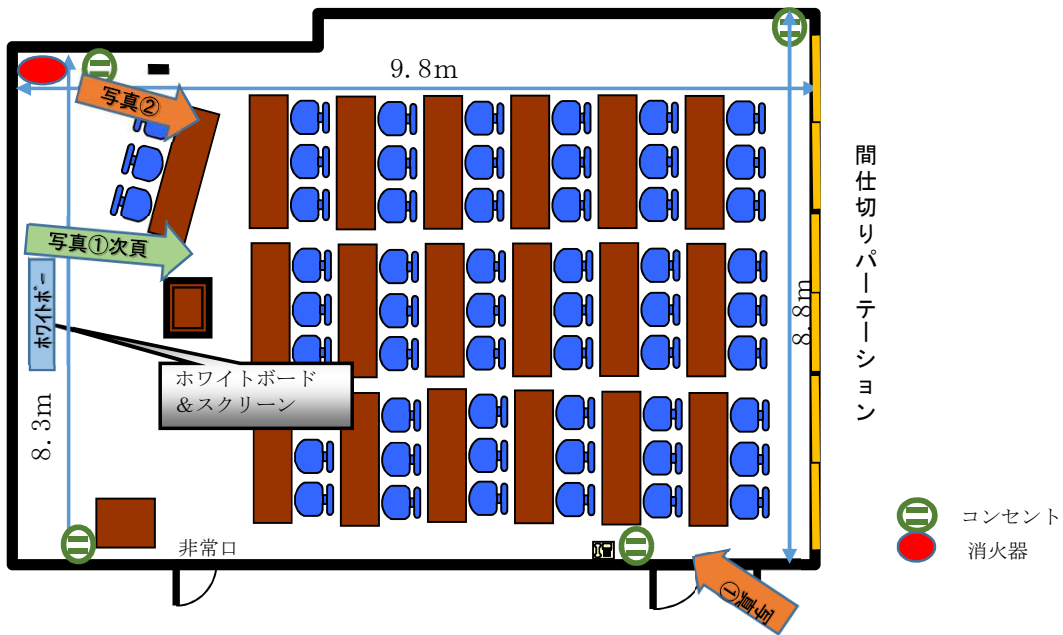 9.8m
写真②
写真①次頁
ホワイトボー
ホワイトボード
&スクリーン
8.3m
8.8m
間仕切りパーテーション
非常口
写真①
コンセント
消火器